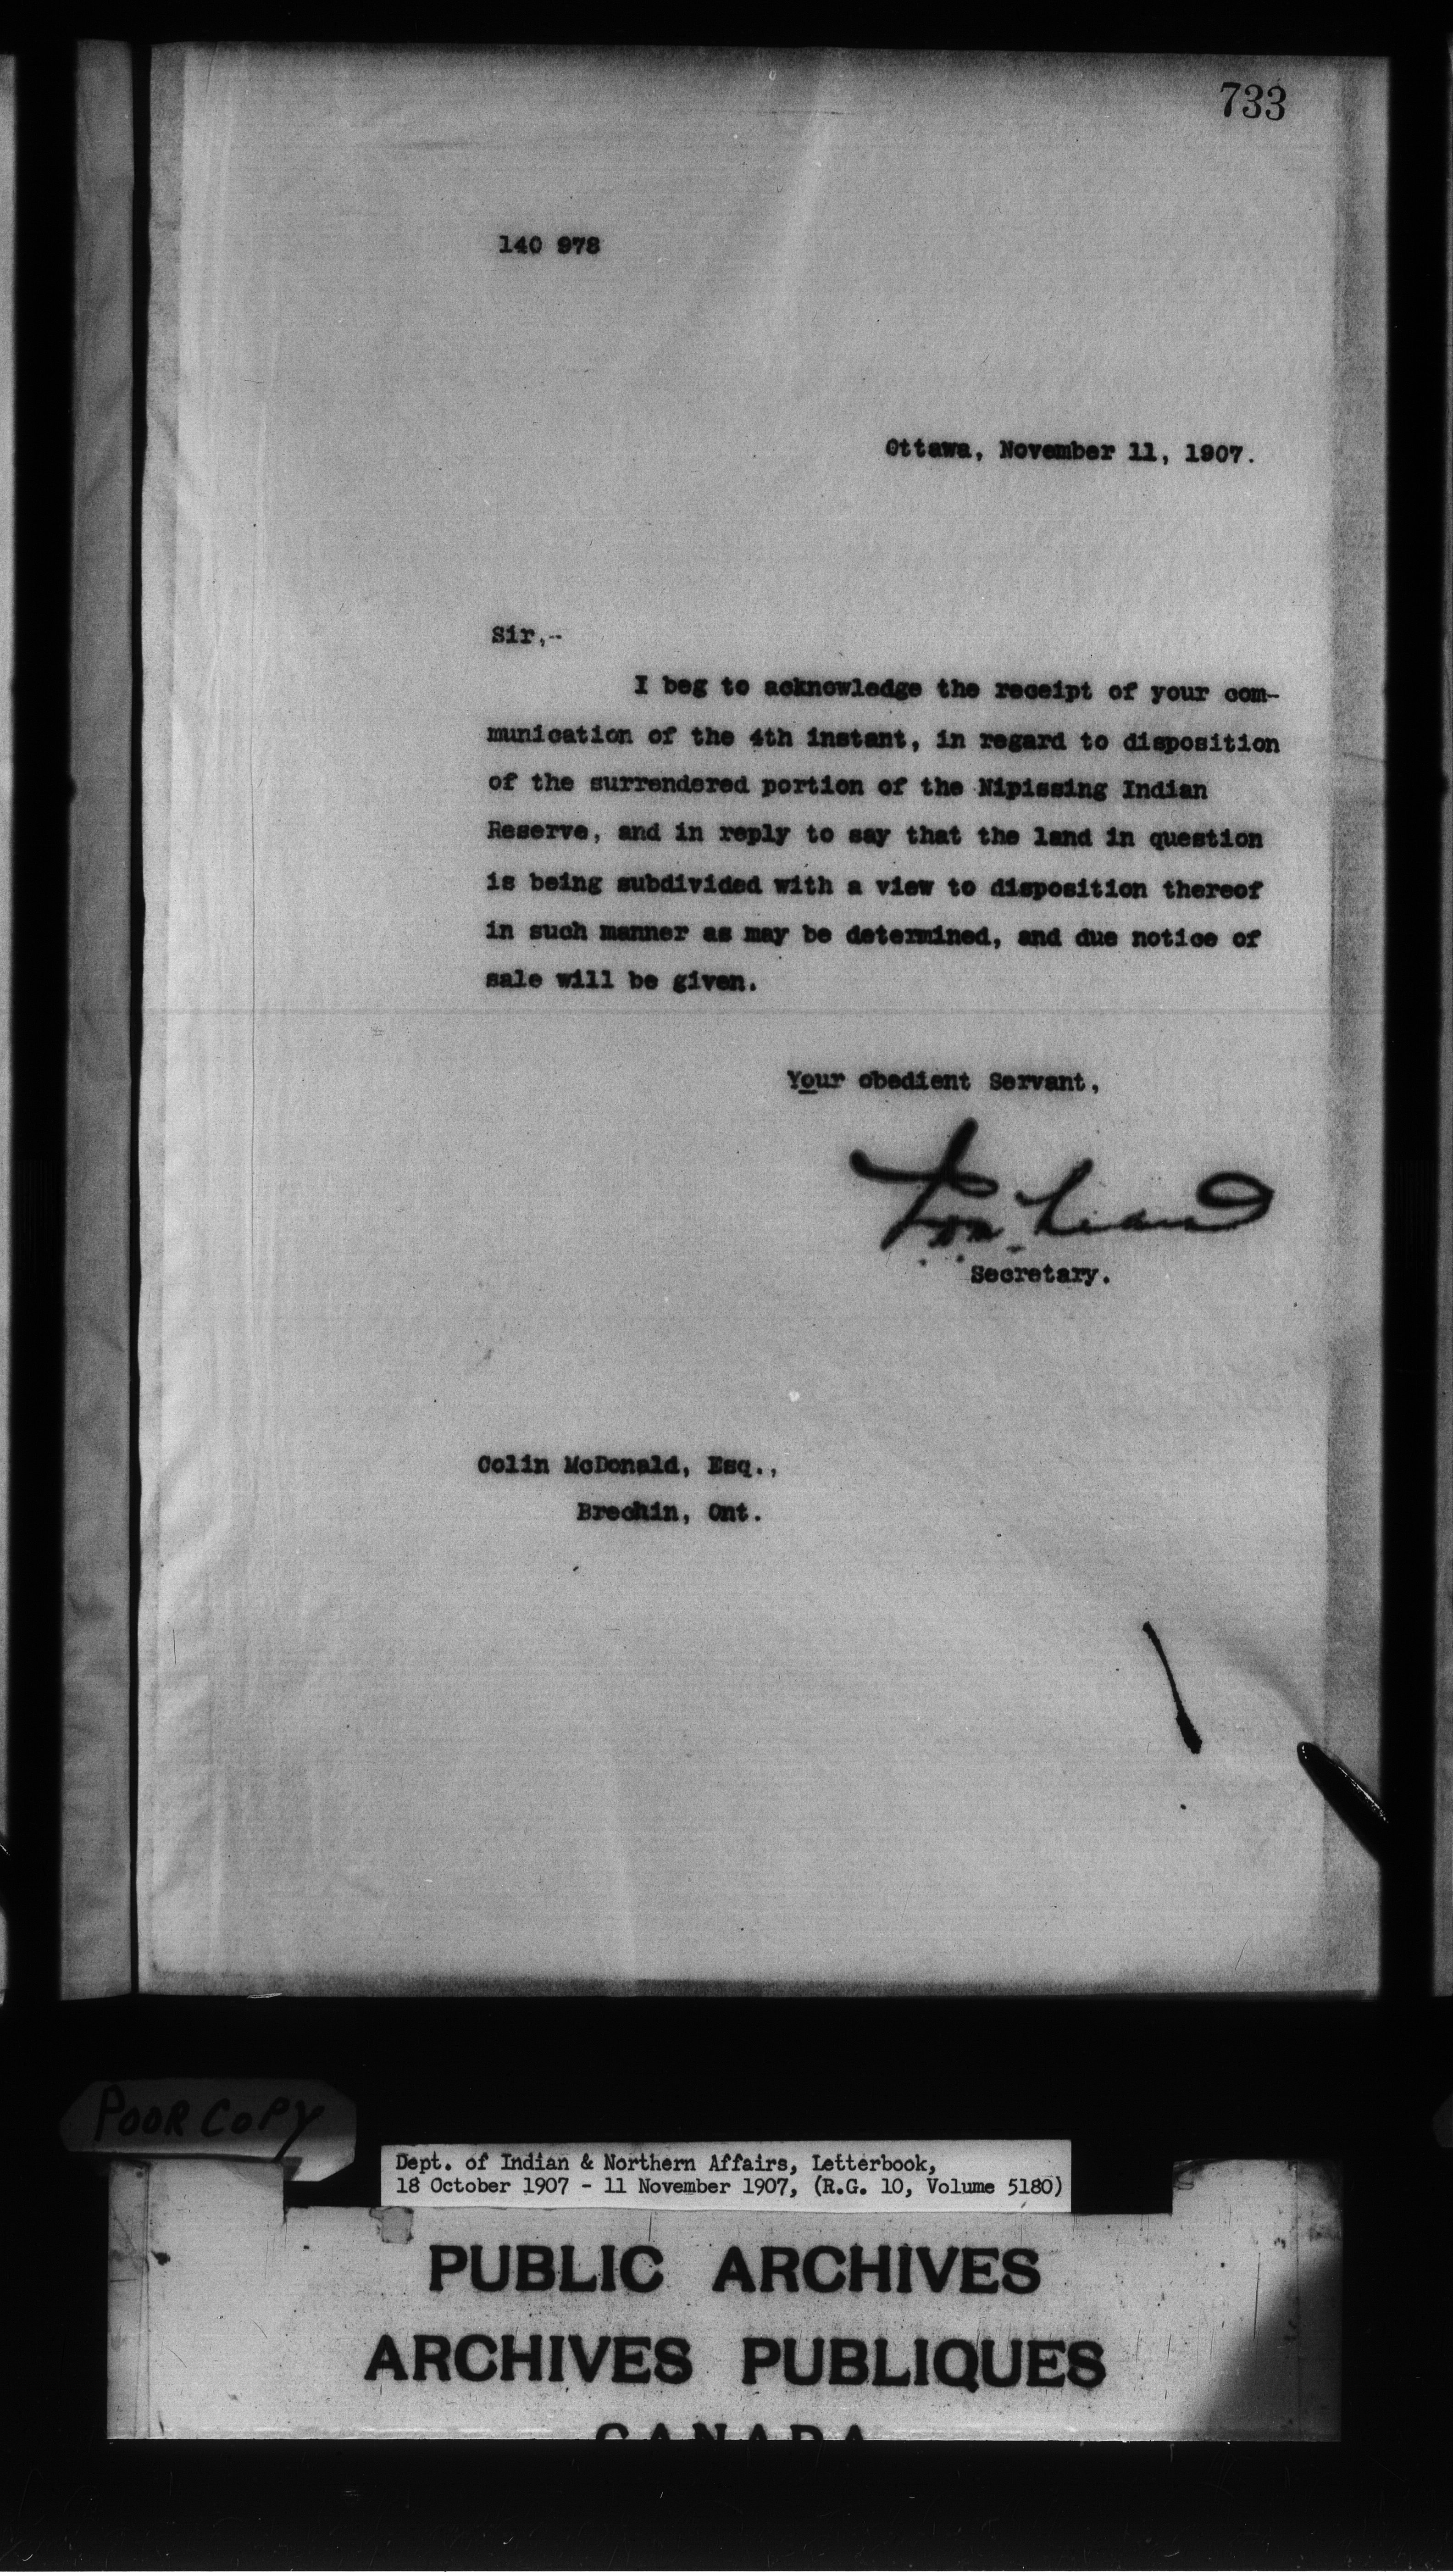 733
140 978
Ottawa, November 11, 1907.
Sir,--
I beg to acknowledge the receipt of your com-
munication of the 4th instant, in regard to disposition
of the surrendered portion of the Nipissing Indian
Reserve, and in reply to say that the land in question
is being subdivided with a view to disposition thereof
in such manner as may be determined, and due notice of
sale will be given.
Your obedient Servant,
Secretary.
Colin McDonald, Esq.,
Brechin, Ont.
POOR COPY
Dept. of Indian & Northern Affairs, Letterbook,
18 October 1907 - 11 November 1907, (R.G. 10, Volume 5180)
PUBLIC ARCHIVES
ARCHIVES PUBLIQUES
CANADA